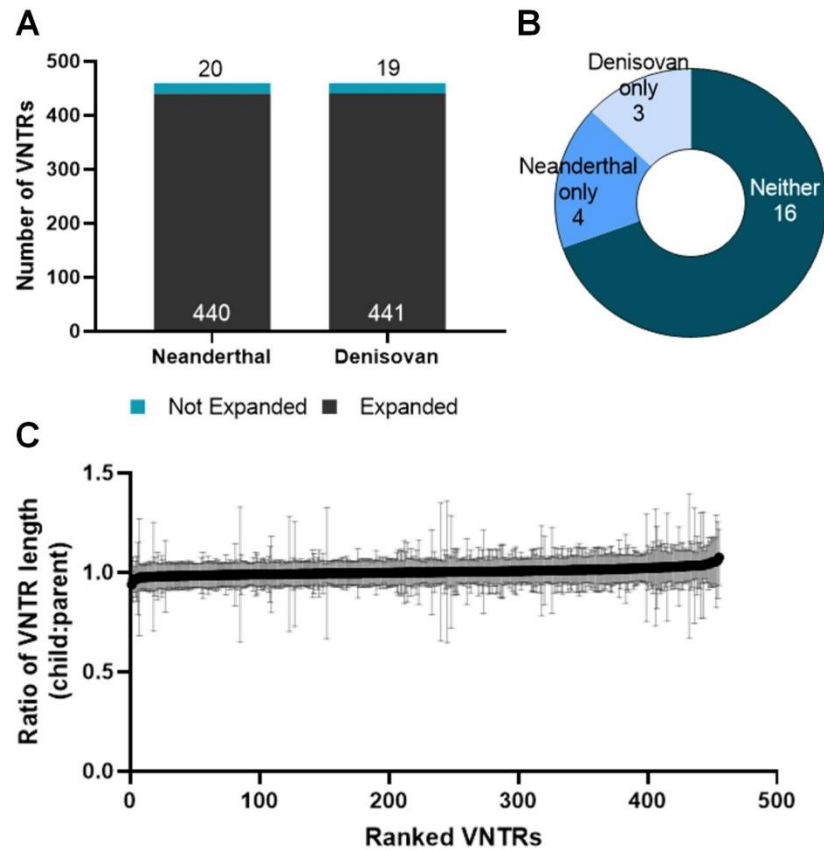 A
Number of VNTRs
500
400
300
200
100
0
20
19
440
441
Neanderthal
Denisovan
Not Expanded
Expanded
B
Denisovan
only
3
Neanderthal
only
4
Neither
16
C
Ratio of VNTR length
(child:parent)
1.5
1.0
0.5
0.0
0
100
200
300
400
500
Ranked VNTRs